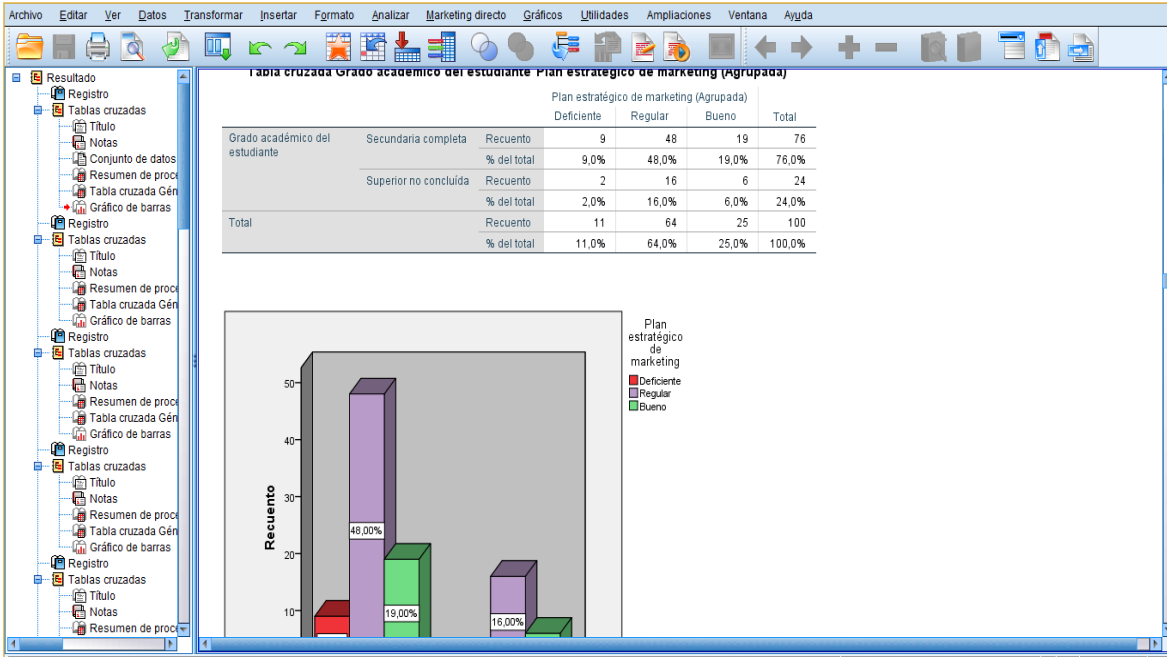 Archivo Editar Ver Datos Transformar Insertar Formato Analizar Marketing directo Gráficos Utilidades Ampliaciones Ventana Ayuda
Resultado
Registro
Tablas cruzadas
Título
Notas
Conjunto de datos
Resumen de proce
Tabla cruzada Gén
Gráfico de barras
Registro
Tablas cruzadas
Título
Notas
Resumen de proce
Tabla cruzada Gén
Gráfico de barras
Registro
Tablas cruzadas
Título
Notas
Resumen de proce
Tabla cruzada Gén
Gráfico de barras
Registro
Tablas cruzadas
Título
Notas
Resumen de proce
Tabla cruzada Gén
Gráfico de barras
Registro
Tablas cruzadas
Título
Notas
Resumen de proce
Tabla cruzada Grado académico del estudiante*Plan estratégico de marketing (Agrupada)
Plan estratégico de marketing (Agrupada)
Deficiente Regular Bueno Total
Grado académico del estudiante Secundaria completa Recuento 9 48 19 76
% del total 9,0% 48,0% 19,0% 76,0%
Superior no concluída Recuento 2 16 6 24
% del total 2,0% 16,0% 6,0% 24,0%
Total Recuento 11 64 25 100
% del total 11,0% 64,0% 25,0% 100,0%
Plan
estratégico
de
marketing
Deficiente
Regular
Bueno
Recuento
50
40
30
20
10
48,00%
19,00%
16,00%